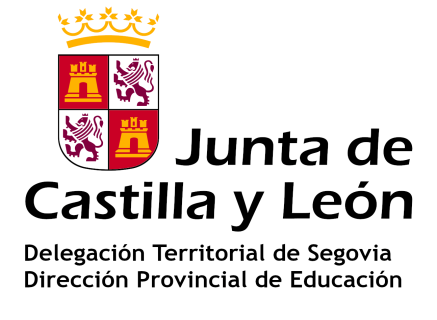 Junta de
Castilla y León
Delegación Territorial de Segovia
Dirección Provincial de Educación